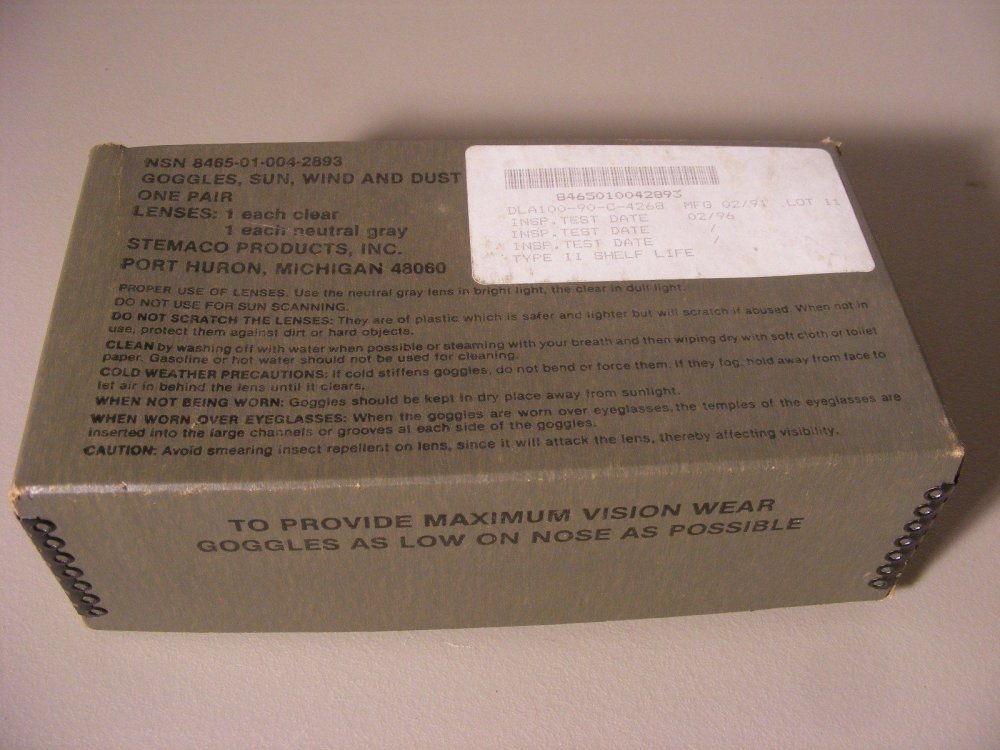 NSN 8465-01-004-2893
GOGGLES, SUN, WIND AND DUST
ONE PAIR
LENSES: 1 each clear
1 each neutral gray
STEMACO PRODUCTS, INC.
PORT HURON, MICHIGAN 48060
8465010042893
DLA100-90-C-4268 MFG 02/91 LOT 11
INSP.TEST DATE 02/96
INSP.TEST DATE /
INSP.TEST DATE /
TYPE II SHELF LIFE
PROPER USE OF LENSES. Use the neutral gray lens in bright light, the clear in dull light.
DO NOT USE FOR SUN SCANNING.
DO NOT SCRATCH THE LENSES: They are of plastic which is safer and lighter but will scratch if abused. When not in
use, protect them against dirt or hard objects.
CLEAN by washing off with water when possible or steaming with your breath and then wiping dry with soft cloth or toilet
paper. Gasoline or hot water should not be used for cleaning.
COLD WEATHER PRECAUTIONS: If cold stiffens goggles, do not bend or force them. If they fog, hold away from face to
let air in behind the lens until it clears.
WHEN NOT BEING WORN: Goggles should be kept in dry place away from sunlight.
WHEN WORN OVER EYEGLASSES: When the goggles are worn over eyeglasses, the temples of the eyeglasses are
inserted into the large channels or grooves at each side of the goggles.
CAUTION: Avoid smearing insect repellent on lens, since it will attack the lens, thereby affecting visibility.
TO PROVIDE MAXIMUM VISION WEAR
GOGGLES AS LOW ON NOSE AS POSSIBLE